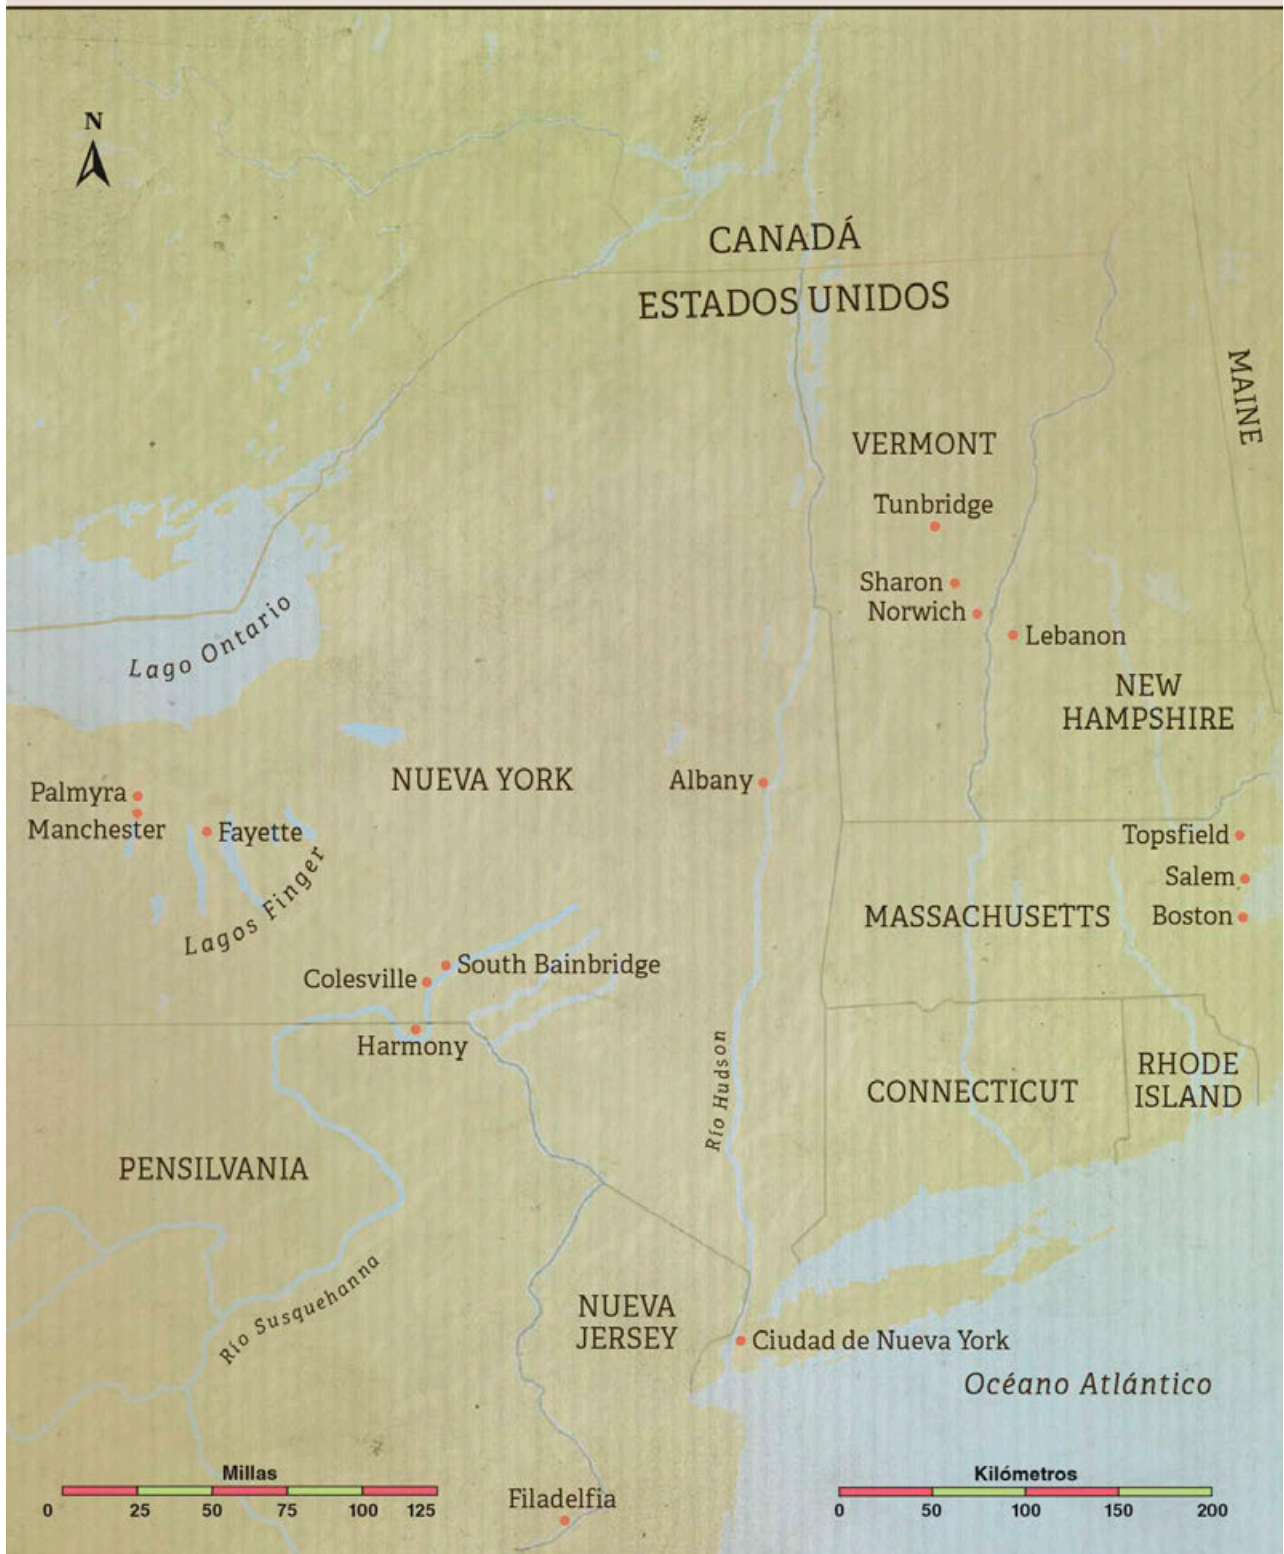 N
CANADÁ
ESTADOS UNIDOS
MAINE
VERMONT
Tunbridge
Sharon
Norwich
Lebanon
Lago Ontario
NEW
HAMPSHIRE
Palmyra
Manchester
Fayette
NUEVA YORK
Albany
Topsfield
Salem
Boston
MASSACHUSETTS
Lagos Finger
South Bainbridge
Colesville
Harmony
Río Hudson
CONNECTICUT
RHODE
ISLAND
PENSILVANIA
Río Susquehanna
NUEVA
JERSEY
Ciudad de Nueva York
Océano Atlántico
Millas
0 25 50 75 100 125
Filadelfia
Kilómetros
0 50 100 150 200